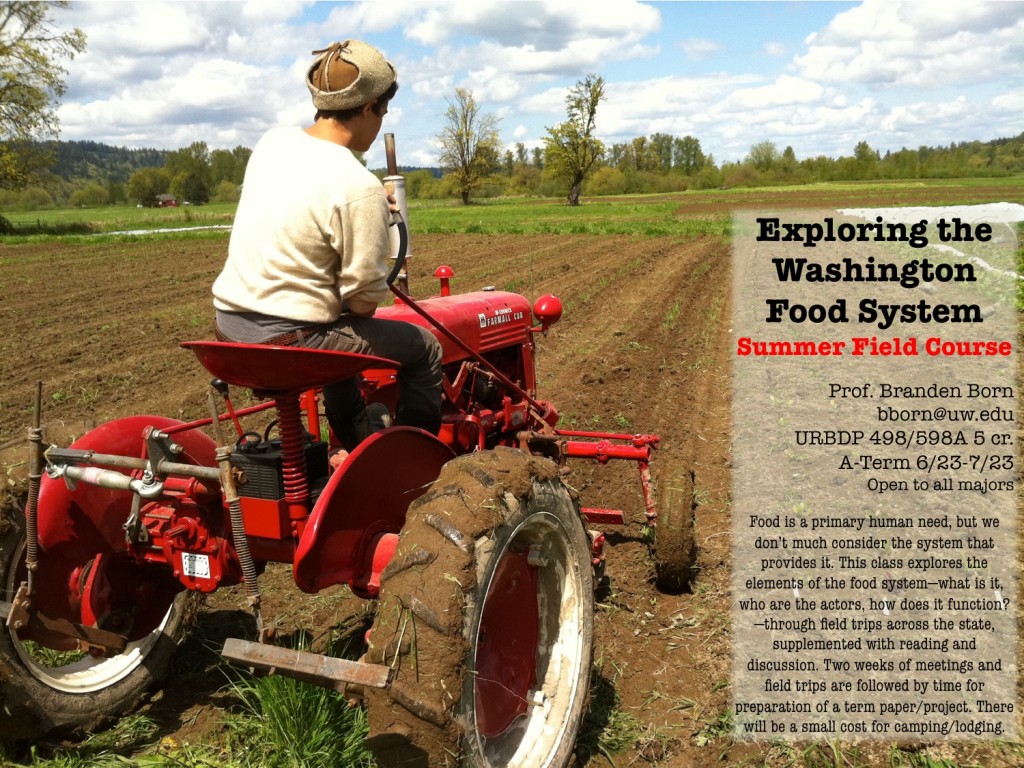 McCORMICK
FARMALL CUB
Exploring the
Washington
Food System
Summer Field Course
Prof. Branden Born
bborn@uw.edu
URBDP 498/598A 5 cr.
A-Term 6/23-7/23
Open to all majors
Food is a primary human need, but we
don't much consider the system that
provides it. This class explores the
elements of the food system—what is it,
who are the actors, how does it function?
—through field trips across the state,
supplemented with reading and
discussion. Two weeks of meetings and
field trips are followed by time for
preparation of a term paper/project. There
will be a small cost for camping/lodging.